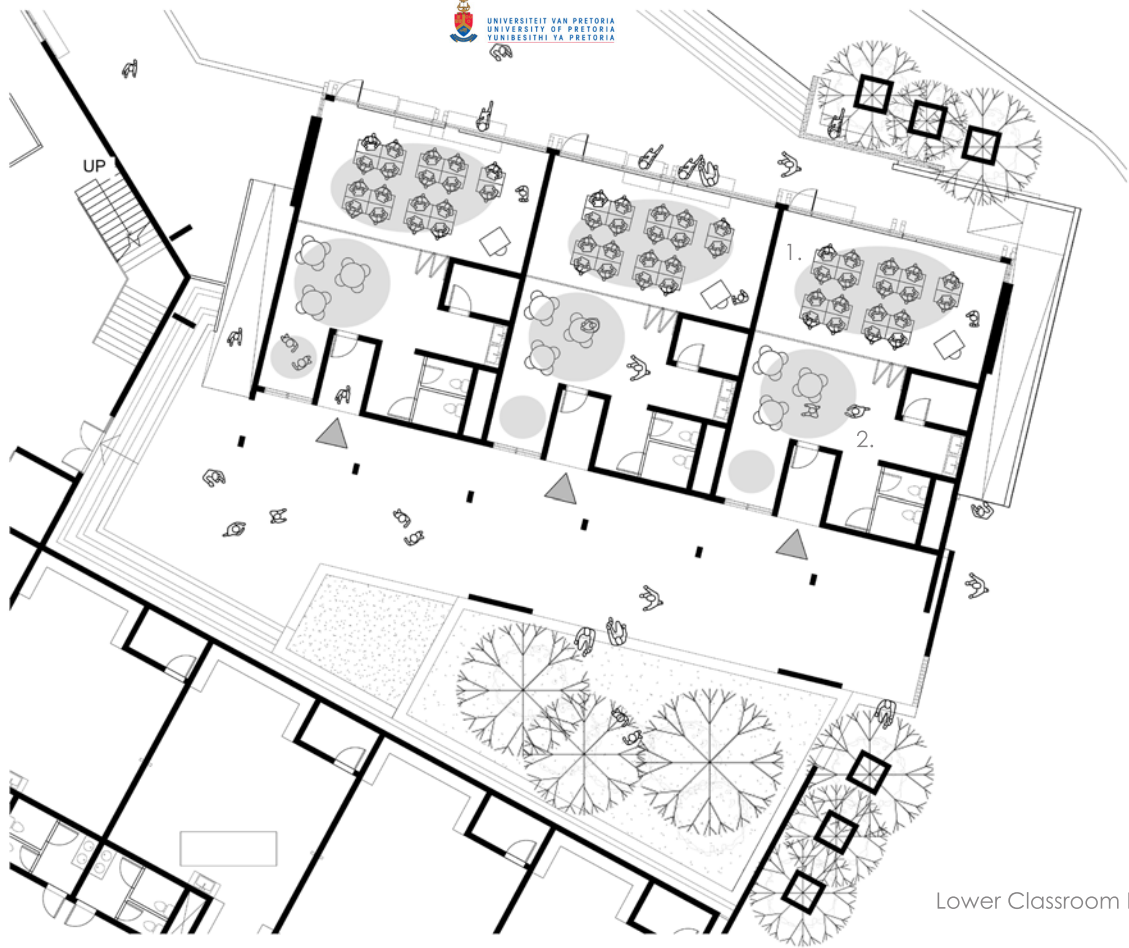 UNIVERSITEIT VAN PRETORIA
UNIVERSITY OF PRETORIA
YUNIBESITHI YA PRETORIA
UP
1.
2.
Lower Classroom